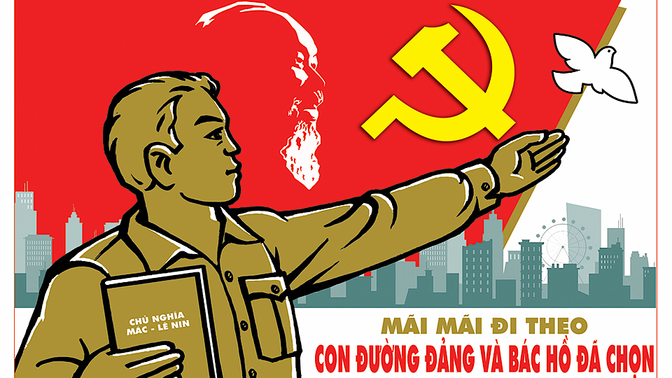 CHỦ NGHĨA
MÁC - LÊ NIN
MÃI MÃI ĐI THEO
CON ĐƯỜNG ĐẢNG VÀ BÁC HỒ ĐÃ CHỌN